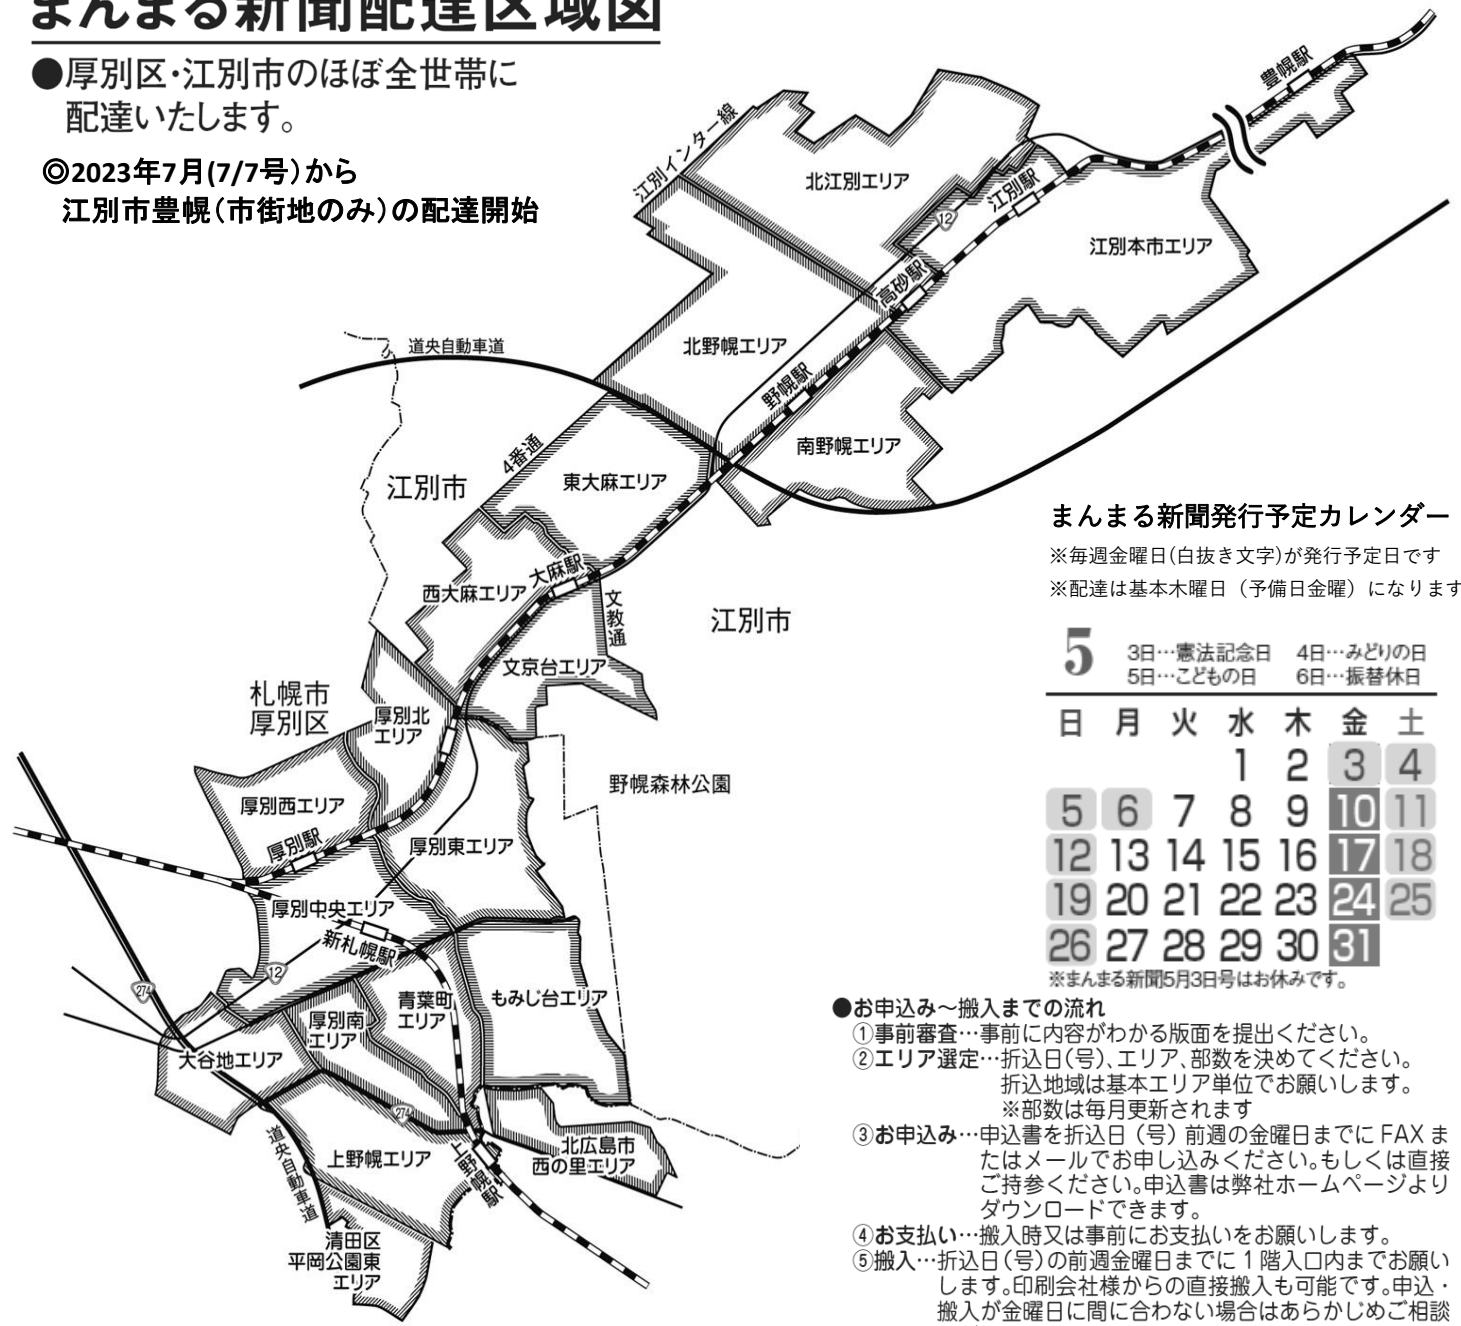 まんまる新聞配達区域図
●厚別区・江別市のほぼ全世帯に
配達いたします。
◎2023年7月(7/7号)から
江別市豊幌(市街地のみ)の配達開始
豊幌駅
江別インター線
北江別エリア
江別駅
12
江別本市エリア
高砂駅
北野幌エリア
道央自動車道
野幌駅
南野幌エリア
4番通
東大麻エリア
江別市
大麻駅
西大麻エリア
文教通
江別市
文京台エリア
札幌市
厚別区
厚別北
エリア
野幌森林公園
厚別西エリア
厚別駅
厚別東エリア
厚別中央エリア
新札幌駅
12
274
青葉町
エリア
もみじ台エリア
厚別南
エリア
大谷地エリア
274
道央自動車道
上野幌エリア
上野幌駅
北広島市
西の里エリア
清田区
平岡公園東
エリア
まんまる新聞発行予定カレンダー
※毎週金曜日(白抜き文字)が発行予定日です
※配達は基本木曜日（予備日金曜）になります
5
3日…憲法記念日 4日…みどりの日
5日…こどもの日 6日…振替休日
日 月 火 水 木 金 土
1 2 3 4
5 6 7 8 9 10 11
12 13 14 15 16 17 18
19 20 21 22 23 24 25
26 27 28 29 30 31
※まんまる新聞5月3日号はお休みです。
●お申込み〜搬入までの流れ
①事前審査…事前に内容がわかる版面を提出ください。
②エリア選定…折込日(号)、エリア、部数を決めてください。
折込地域は基本エリア単位でお願いします。
※部数は毎月更新されます
③お申込み…申込書を折込日（号）前週の金曜日までに FAX ま
たはメールでお申し込みください。もしくは直接
ご持参ください。申込書は弊社ホームページより
ダウンロードできます。
④お支払い…搬入時又は事前にお支払いをお願いします。
⑤搬入…折込日(号)の前週金曜日までに 1 階入口内までお願い
します。印刷会社様からの直接搬入も可能です。申込・
搬入が金曜日に間に合わない場合はあらかじめご相談